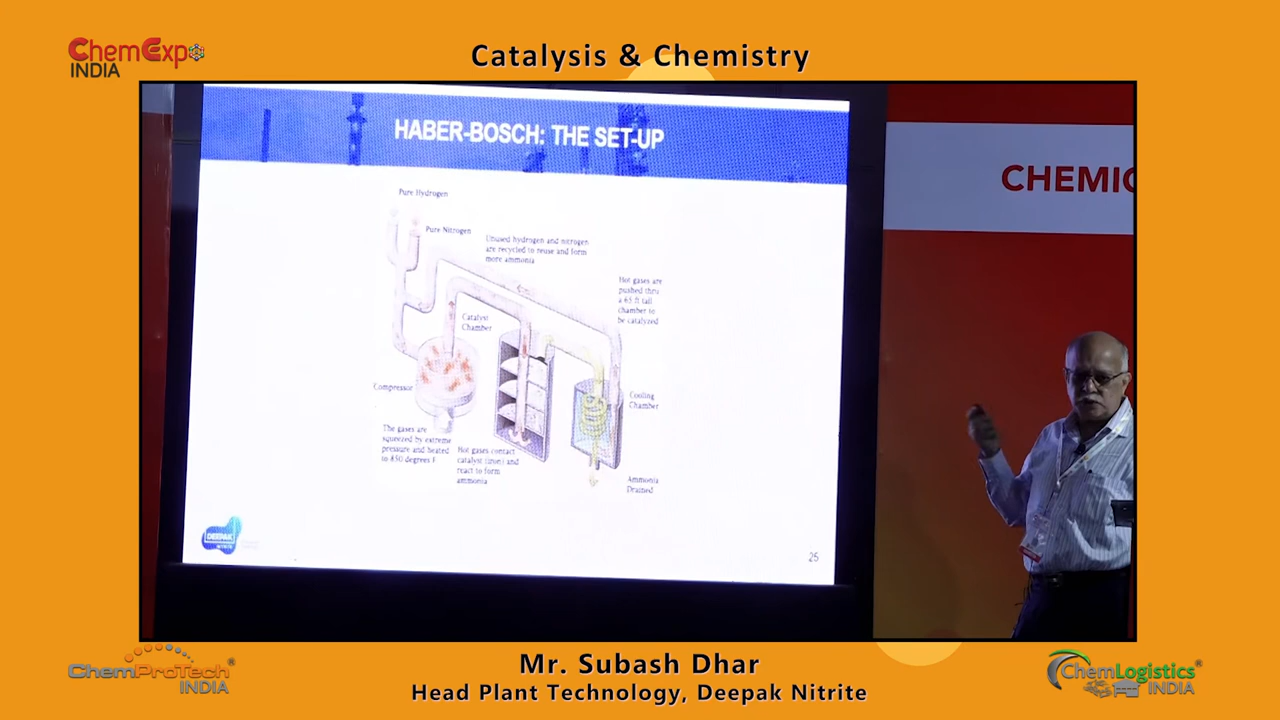 ChemExpo
INDIA
Catalysis & Chemistry
HABER-BOSCH: THE SET-UP
Pure Hydrogen
Pure Nitrogen
Unused hydrogen and nitrogen
are recycled to reuse and form
more ammonia
Hot gases are
pushed thru
a 65 ft tall
chamber to
be catalyzed
Catalyst
Chamber
Compressor
Cooling
Chamber
The gases are
squeezed by extreme
pressure and heated
to 850 degrees F
Hot gases contact
catalyst (iron) and
react to form
ammonia
Ammonia
Drained
DEEPAK
NITRITE
25
CHEMIC
ChemProTech®
INDIA
Mr. Subash Dhar
Head Plant Technology, Deepak Nitrite
ChemLogistics®
INDIA